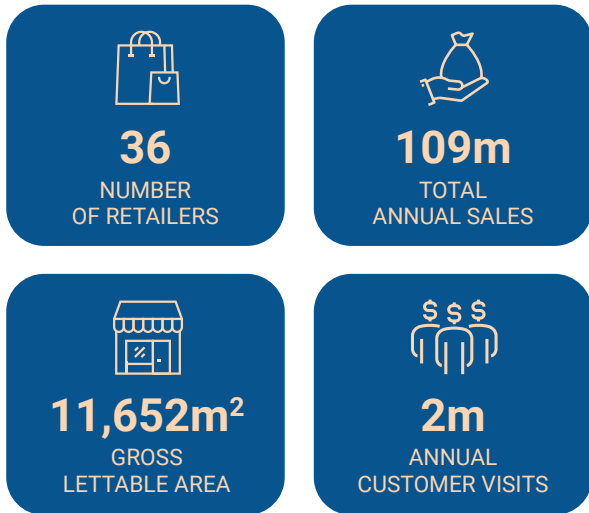 36
NUMBER
OF RETAILERS
109m
TOTAL
ANNUAL SALES
11,652m²
GROSS
LETTABLE AREA
$ $ $
2m
ANNUAL
CUSTOMER VISITS